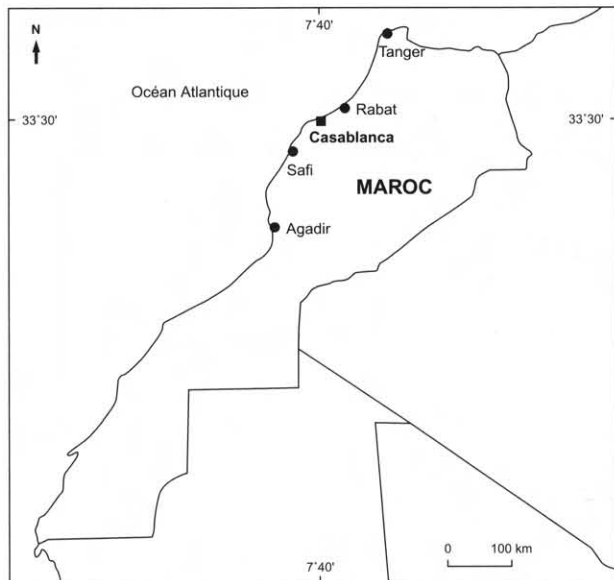 7°40'
N
Tanger
Océan Atlantique
Rabat
33°30'
33°30'
Casablanca
Safi
MAROC
Agadir
0 100 km
7°40'